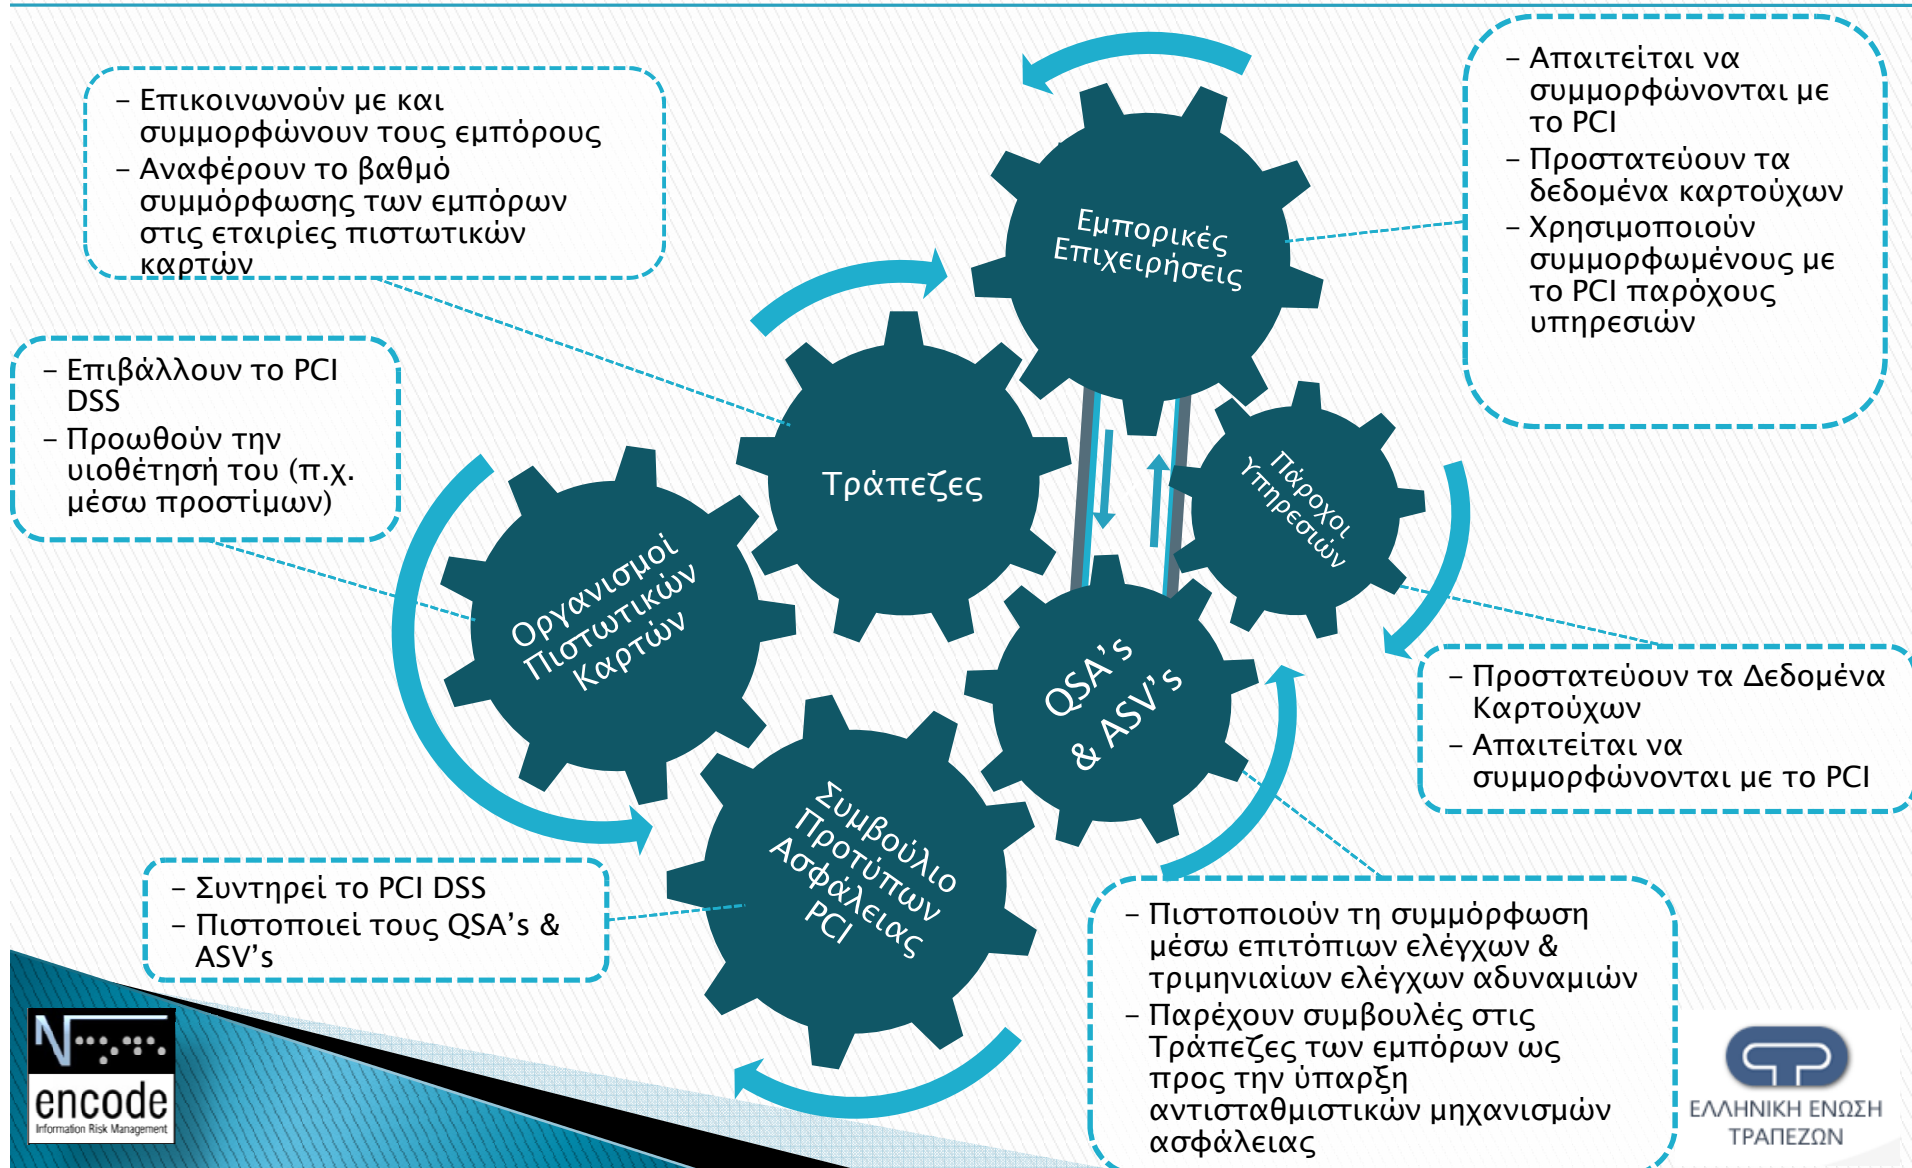 – Επικοινωνούν με και
συμμορφώνουν τους εμπόρους
– Αναφέρουν το βαθμό
συμμόρφωσης των εμπόρων
στις εταιρίες πιστωτικών
καρτών
– Επιβάλλουν το PCI
DSS
– Προωθούν την
υιοθέτησή του (π.χ.
μέσω προστίμων)
– Απαιτείται να
συμμορφώνονται με
το PCI
– Προστατεύουν τα
δεδομένα καρτούχων
– Χρησιμοποιούν
συμμορφωμένους με
το PCI παρόχους
υπηρεσιών
Εμπορικές
Επιχειρήσεις
Τράπεζες
Πάροχοι
Υπηρεσιών
Οργανισμοί
Πιστωτικών
Καρτών
QSA's
& ASV's
Συμβούλιο
Προτύπων
Ασφάλειας
PCI
– Προστατεύουν τα Δεδομένα
Καρτούχων
– Απαιτείται να
συμμορφώνονται με το PCI
– Συντηρεί το PCI DSS
– Πιστοποιεί τους QSA's &
ASV's
– Πιστοποιούν τη συμμόρφωση
μέσω επιτόπιων ελέγχων &
τριμηνιαίων ελέγχων αδυναμιών
– Παρέχουν συμβουλές στις
Τράπεζες των εμπόρων ως
προς την ύπαρξη
αντισταθμιστικών μηχανισμών
ασφάλειας
encode
Information Risk Management
ΕΛΛΗΝΙΚΗ ΕΝΩΣΗ
ΤΡΑΠΕΖΩΝ